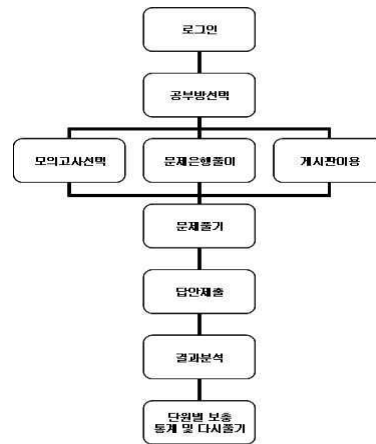 로그인
공부방선택
모의고사선택
문제은행풀이
게시판이용
문제풀기
답안제출
결과분석
단원별 보충
통계 및 다시풀기